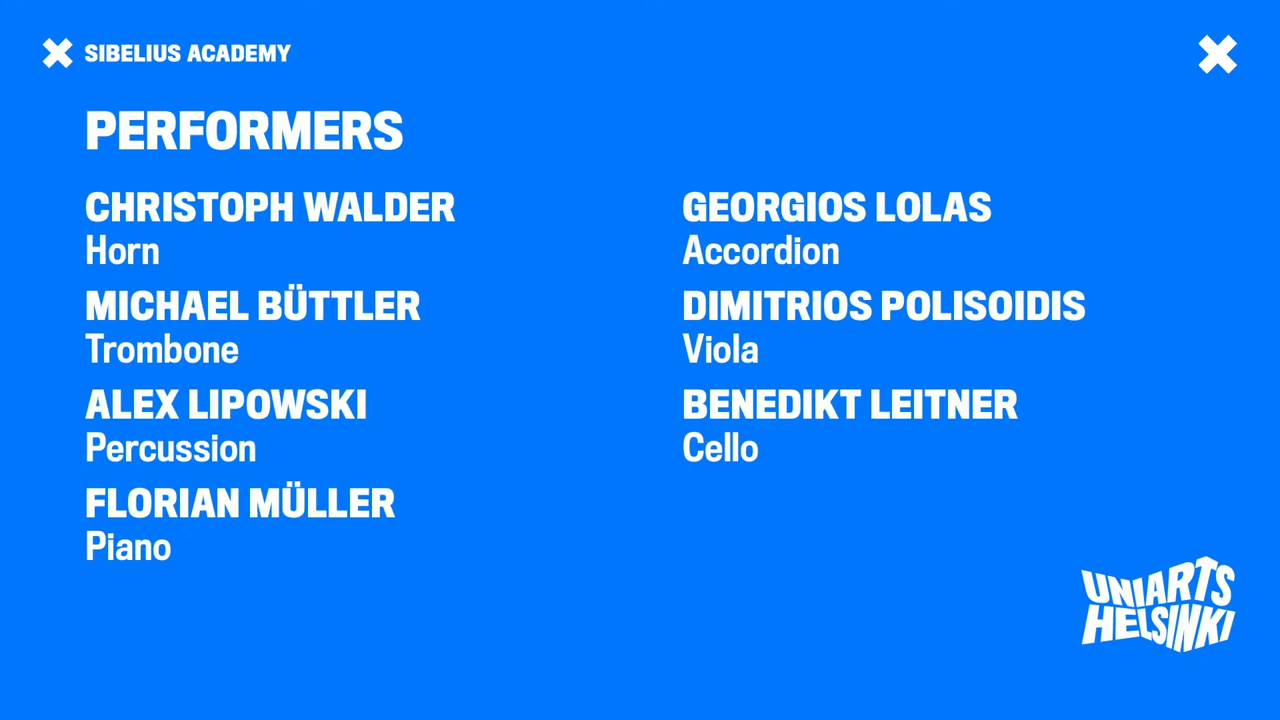 SIBELIUS ACADEMY
PERFORMERS
CHRISTOPH WALDER
Horn
MICHAEL BÜTTLER
Trombone
ALEX LIPOWSKI
Percussion
FLORIAN MÜLLER
Piano
GEORGIOS LOLAS
Accordion
DIMITRIOS POLISOIDIS
Viola
BENEDIKT LEITNER
Cello
UNIARTS
HELSINKI